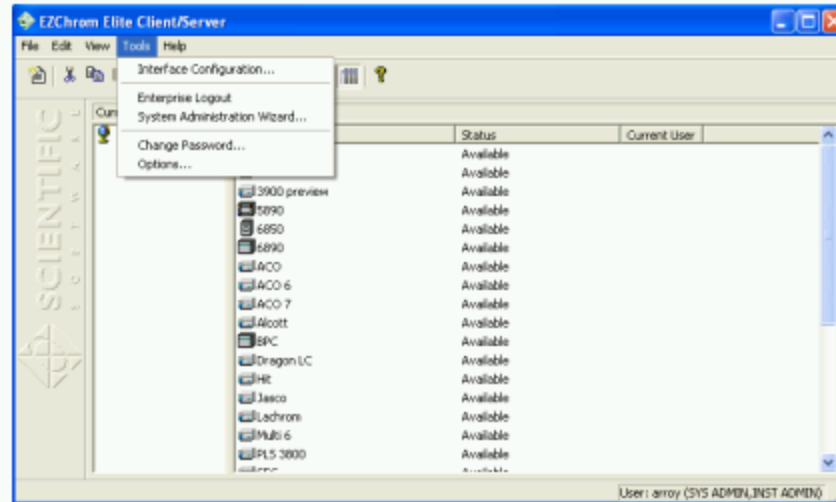 EZChrom Elite Client/Server
File Edit View Tools Help
Interface Configuration...
Enterprise Logout
System Administration Wizard...
Change Password...
Options...
Status Current User
Available
Available
3900 preview Available
5890 Available
6850 Available
6890 Available
ACO Available
ACO 6 Available
ACO 7 Available
Alcott Available
BPC Available
Dragon LC Available
Hit Available
Jasco Available
Lachrom Available
Multi 6 Available
PLS 3800 Available
SCIENTIFIC
User: arroy (SYS ADMIN,INST ADMIN)